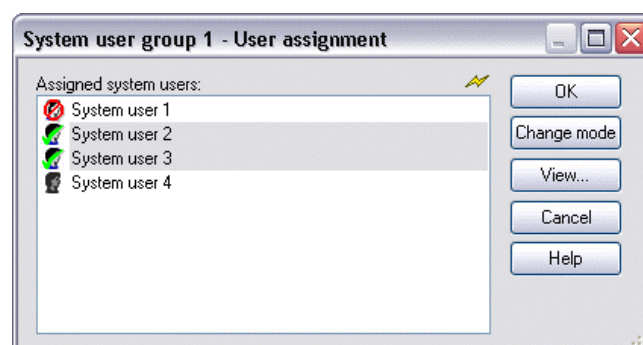 System user group 1 - User assignment
Assigned system users:
System user 1
System user 2
System user 3
System user 4
OK
Change mode
View...
Cancel
Help